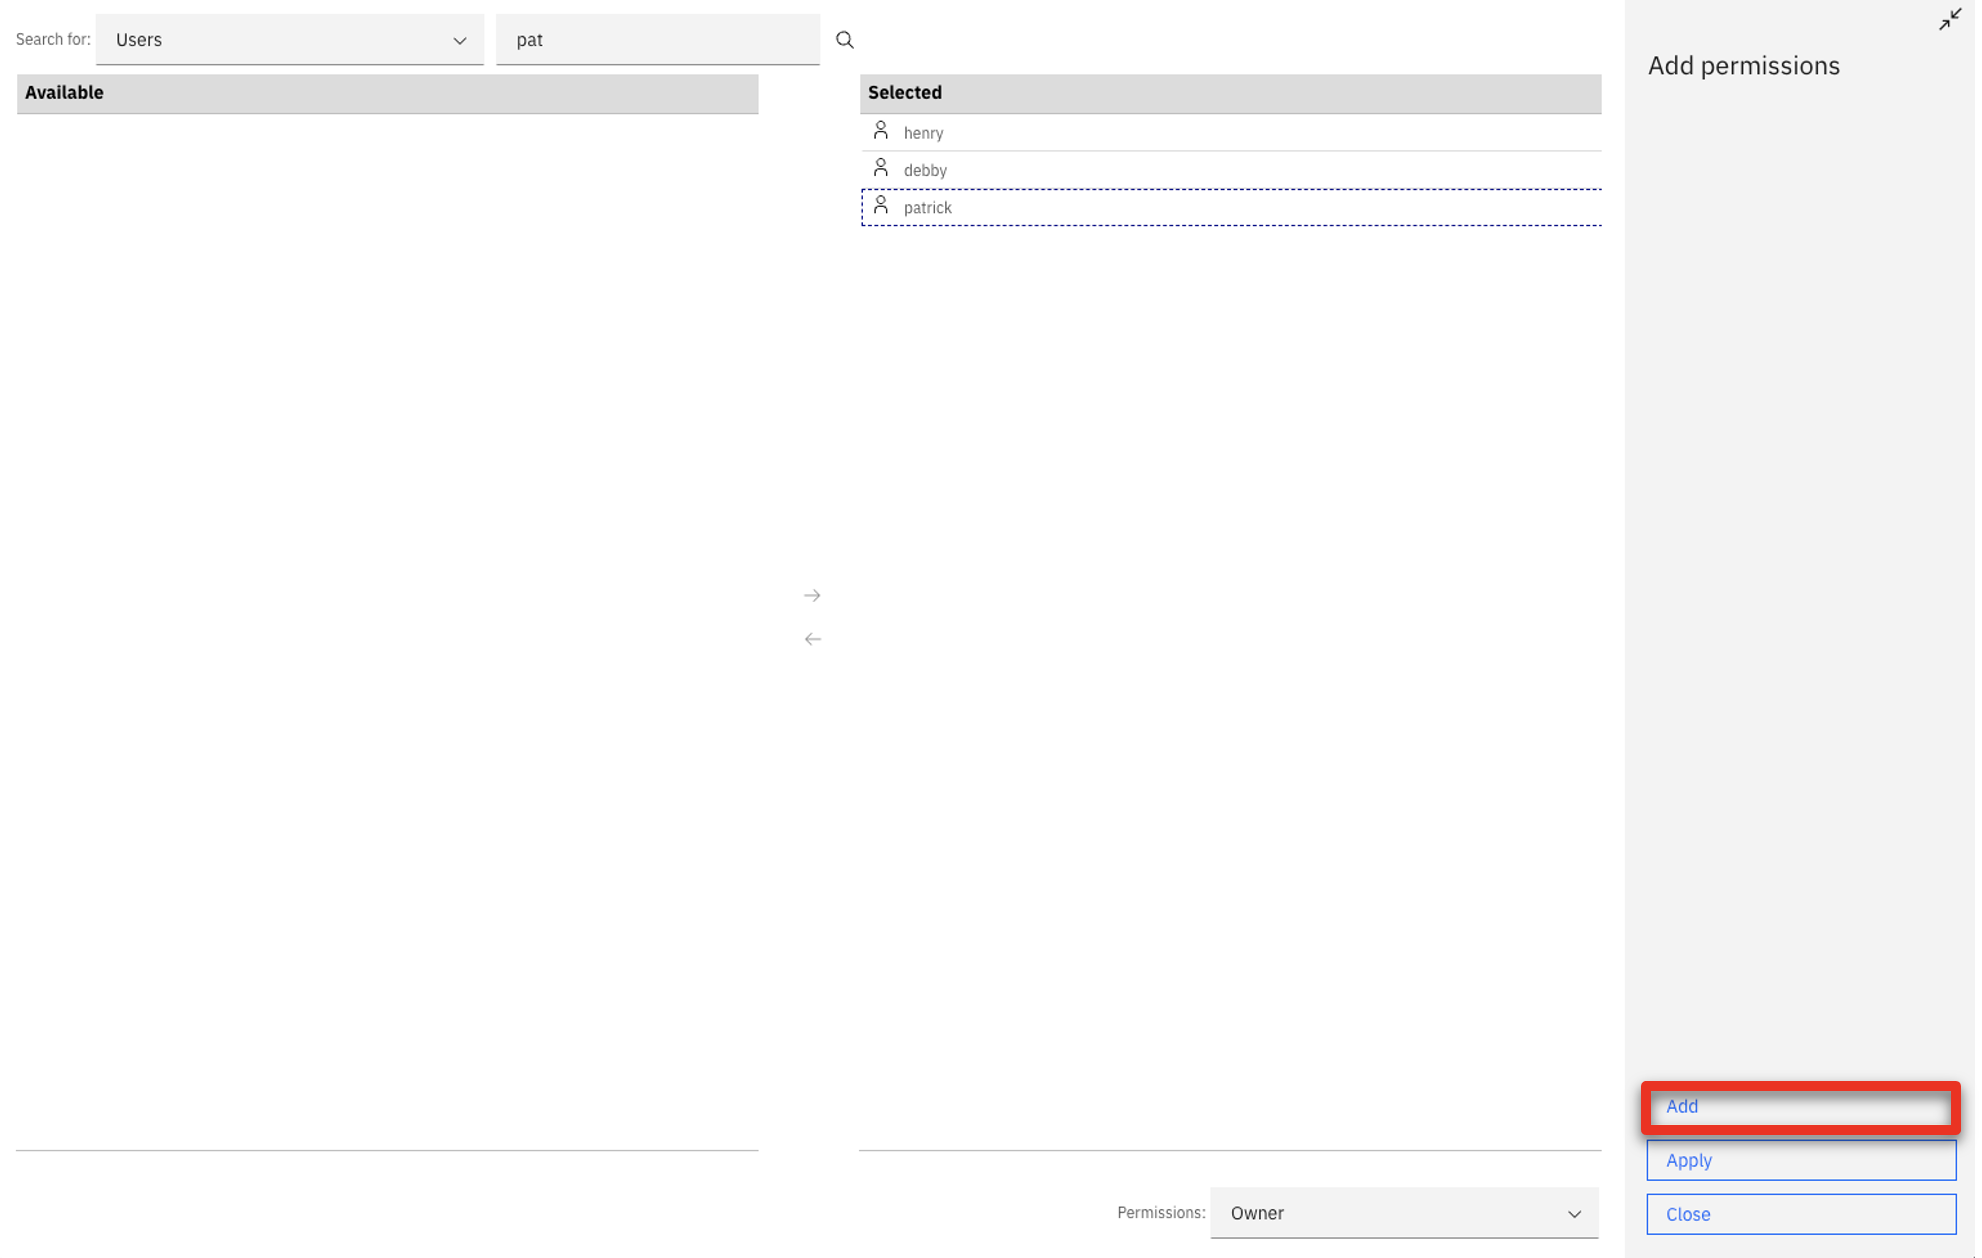 Search for: Users pat
Add permissions
Available Selected
henry
debby
patrick
Add
Apply
Permissions: Owner
Close